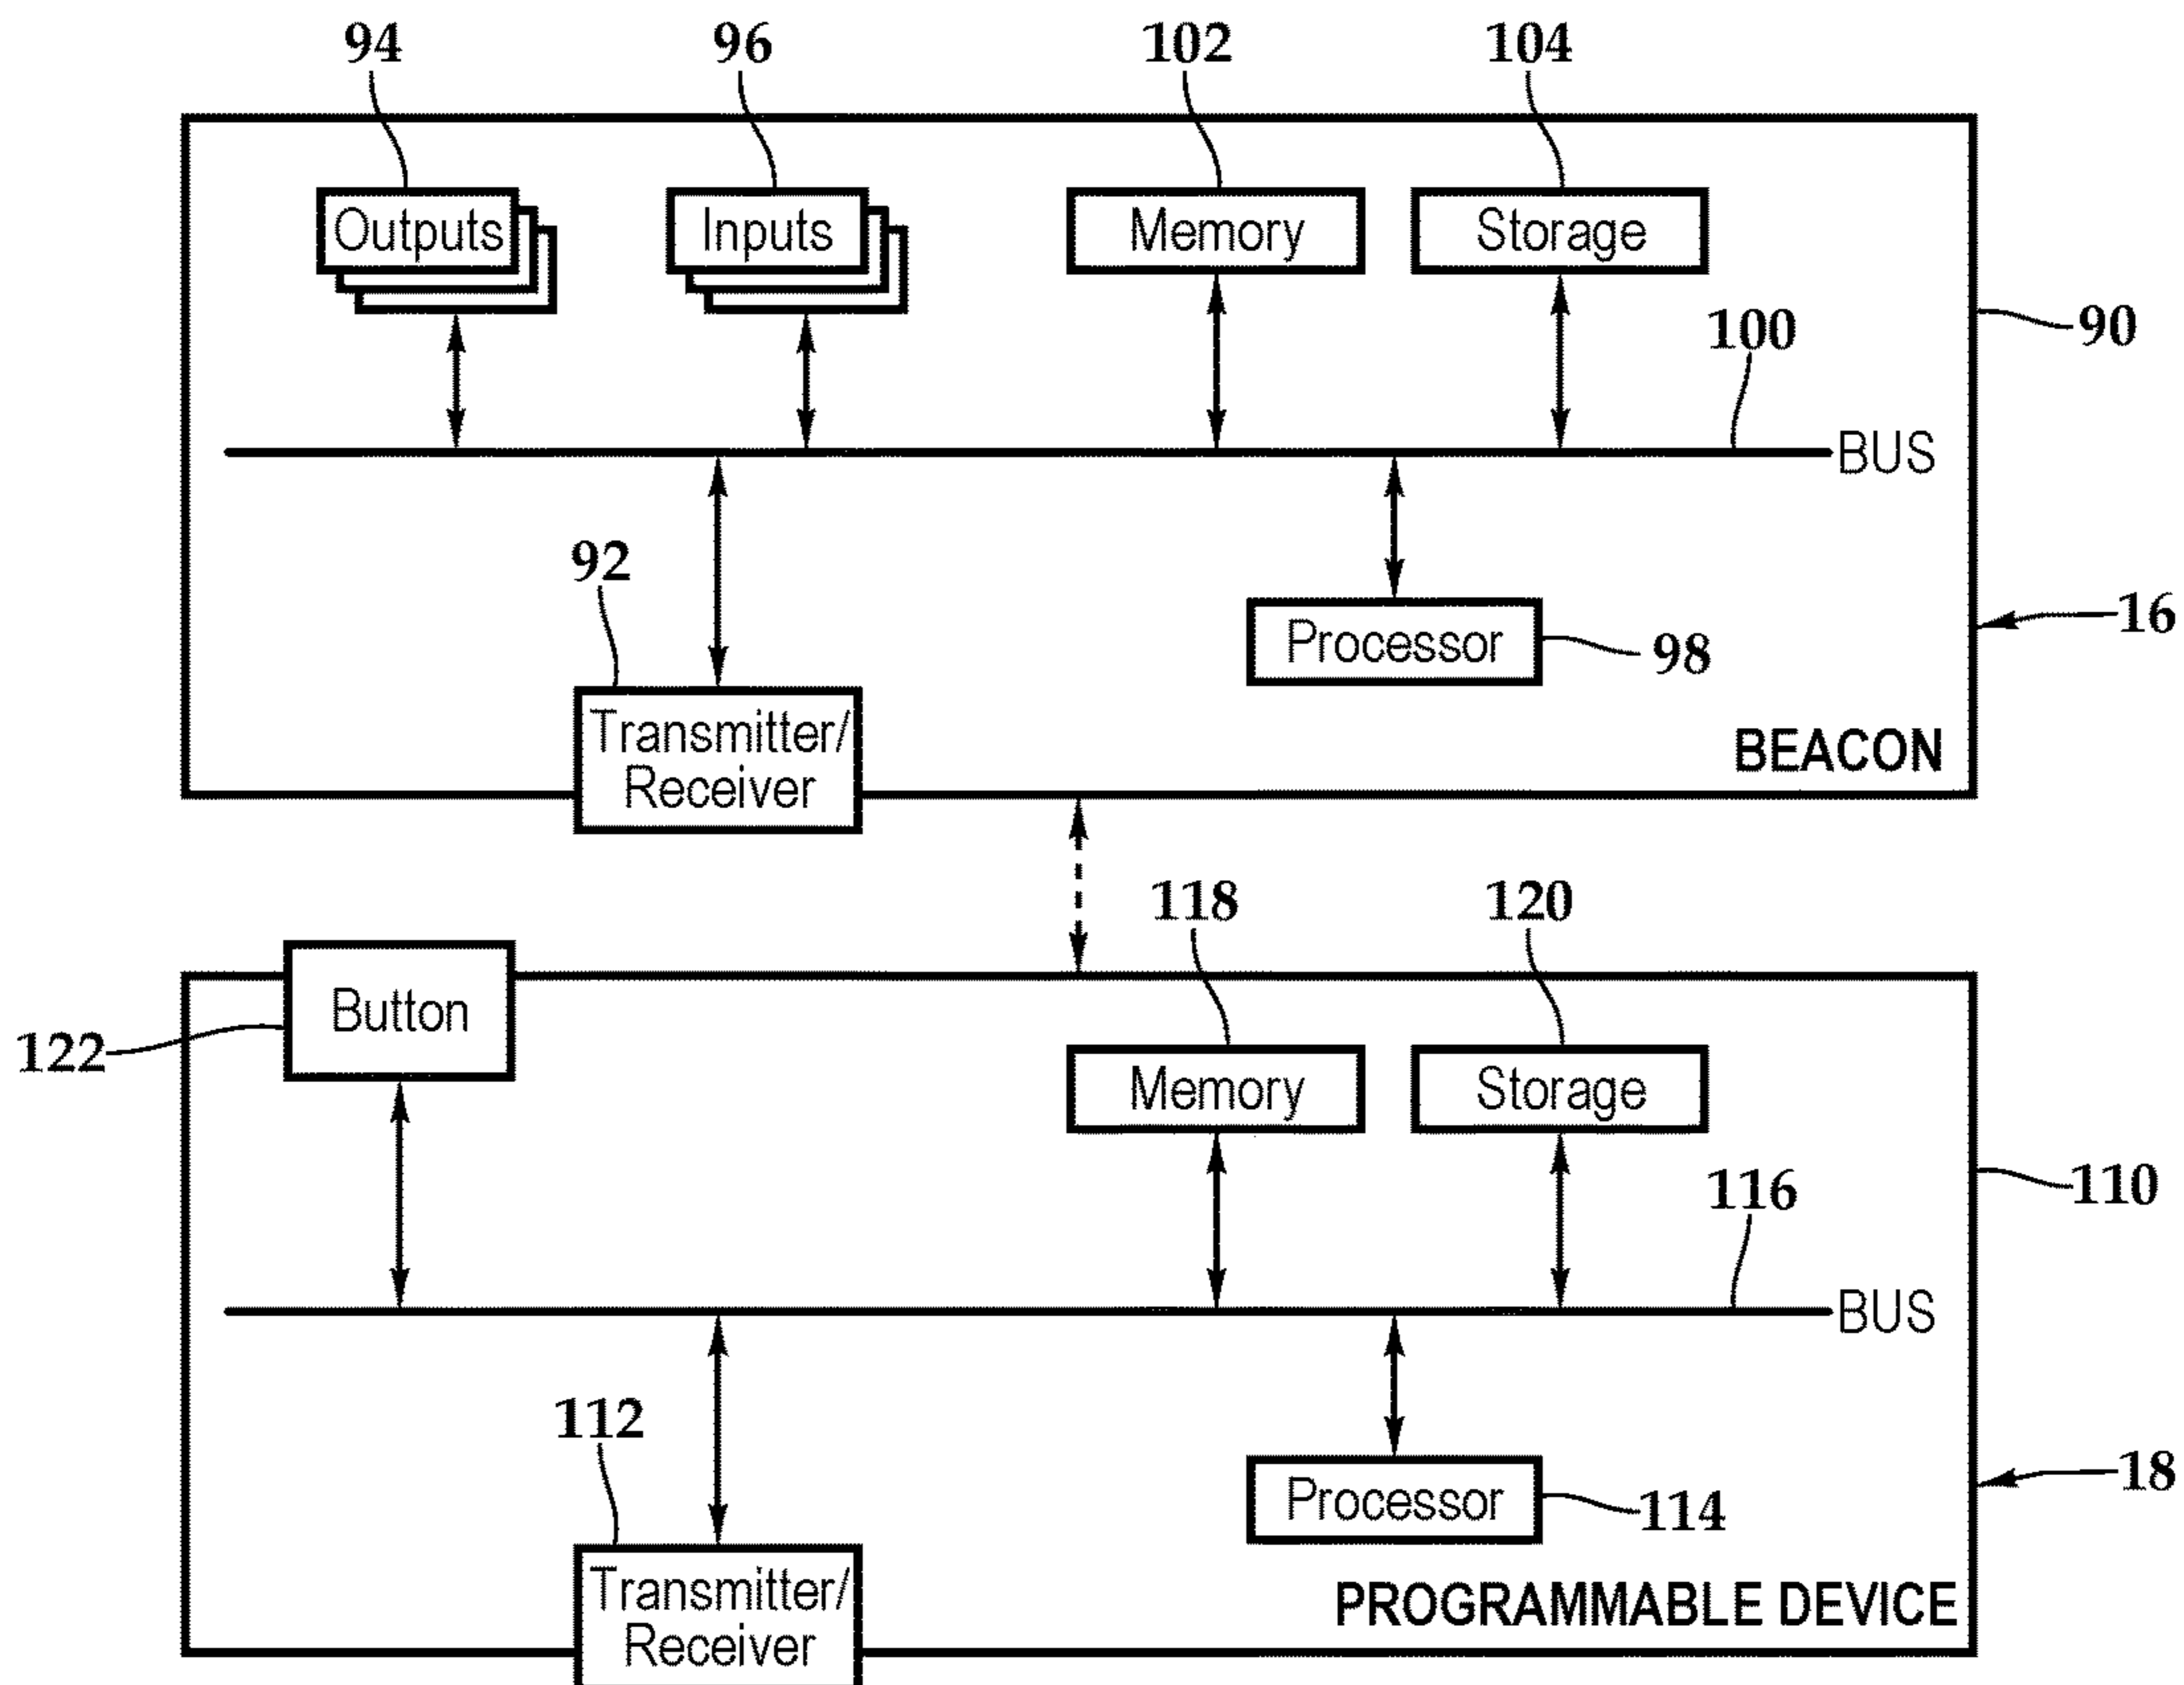 94 96 102 104
Outputs Inputs Memory Storage
100 90
BUS
92
16
Processor 98
Transmitter/
Receiver
BEACON
118 120
Button
122
Memory Storage
116 110
BUS
112
18
Processor 114
Transmitter/
Receiver
PROGRAMMABLE DEVICE